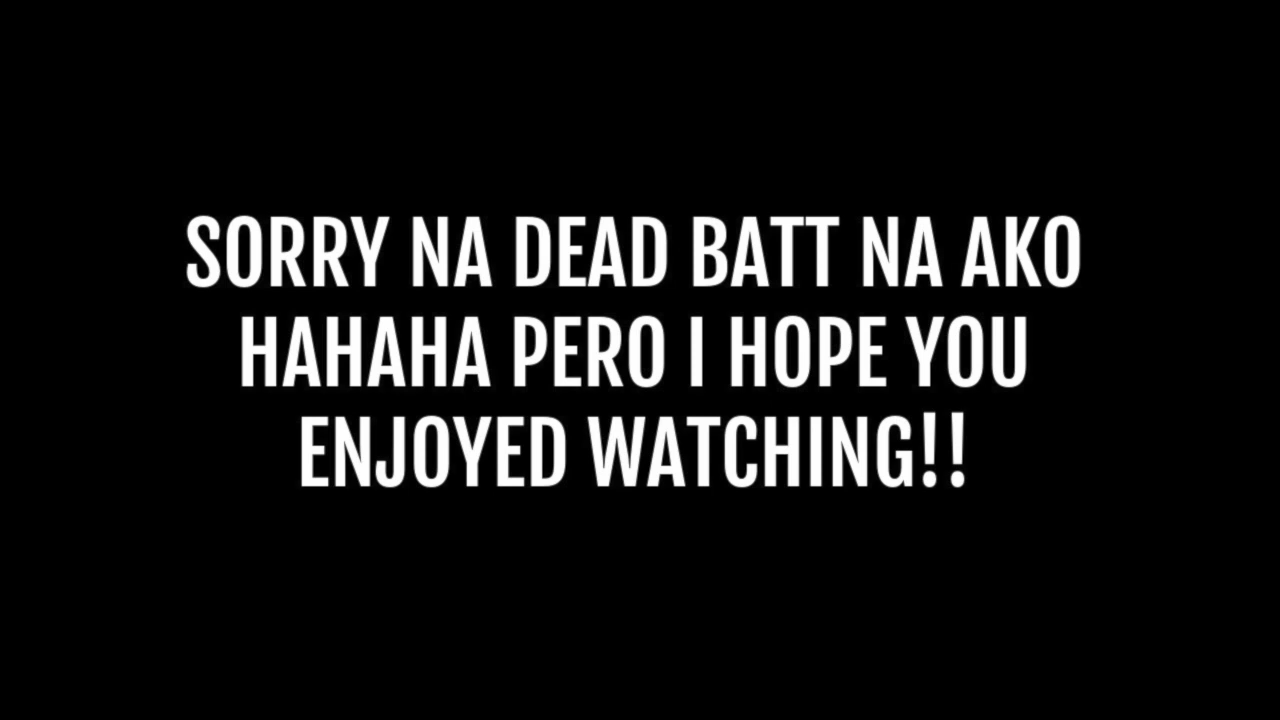 SORRY NA DEAD BATT NA AKO
HAHAHA PERO I HOPE YOU
ENJOYED WATCHING!!